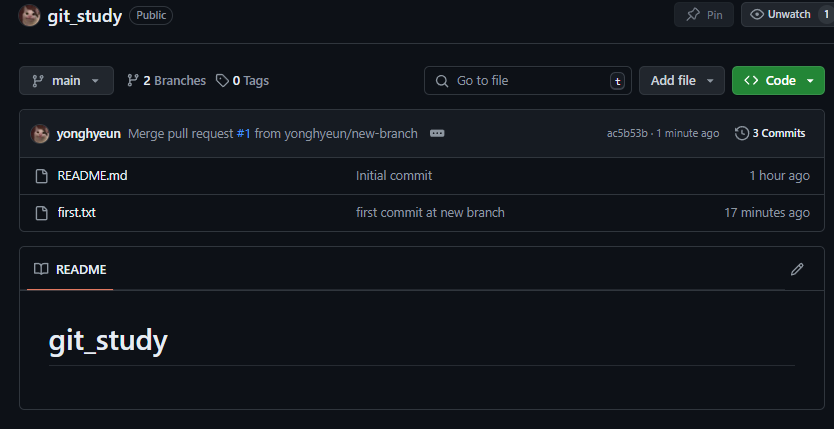 git_study Public Pin Unwatch 1
main 2 Branches 0 Tags Go to file t Add file Code
yonghyeun Merge pull request #1 from yonghyeun/new-branch ac5b53b · 1 minute ago 3 Commits
README.md Initial commit 1 hour ago
first.txt first commit at new branch 17 minutes ago
README
git_study